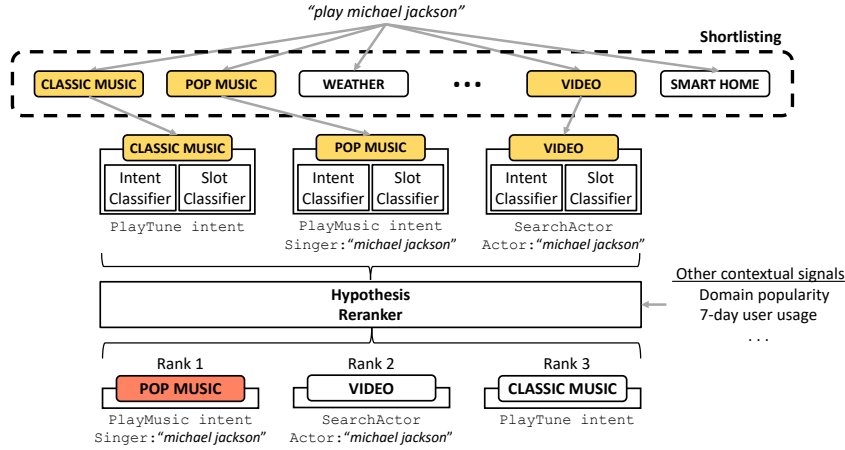 “play michael jackson”
Shortlisting
CLASSIC MUSIC POP MUSIC WEATHER ... VIDEO SMART HOME
CLASSIC MUSIC POP MUSIC VIDEO
Intent Slot Intent Slot Intent Slot
Classifier Classifier Classifier Classifier Classifier Classifier
PlayTune intent PlayMusic intent SearchActor
Singer:“michael jackson” Actor:“michael jackson”
Other contextual signals
Hypothesis Domain popularity
Reranker 7-day user usage
. . .
Rank 1 Rank 2 Rank 3
POP MUSIC VIDEO CLASSIC MUSIC
PlayMusic intent SearchActor PlayTune intent
Singer:“michael jackson” Actor:“michael jackson”